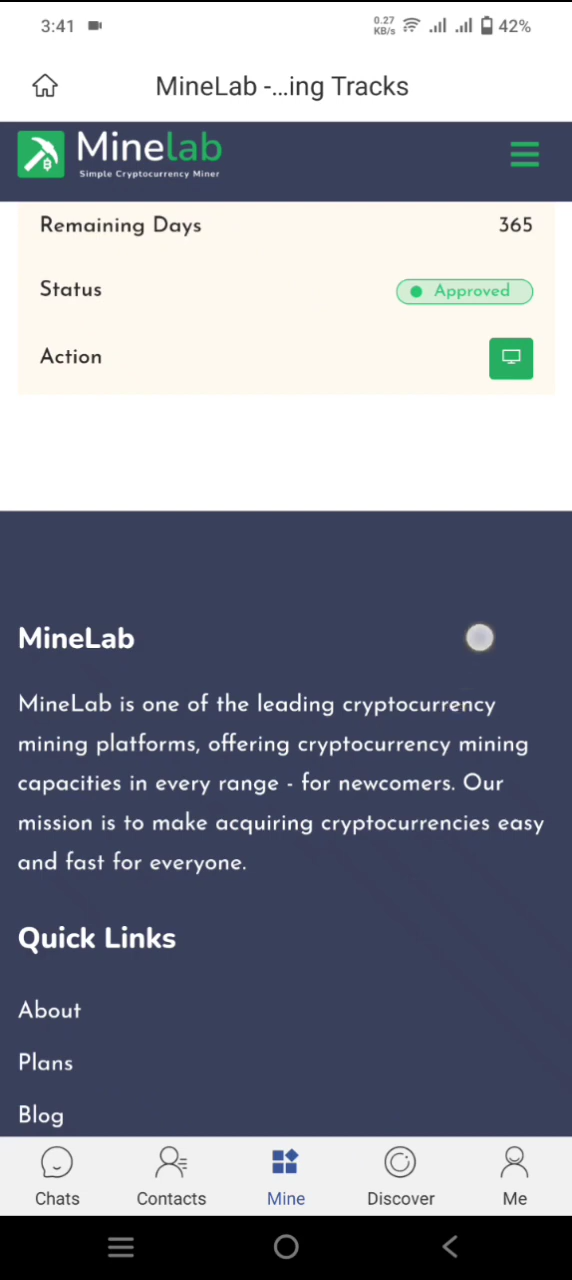 3:41
0.27 KB/s
42%
MineLab -...ing Tracks
Minelab
Simple Cryptocurrency Miner
Remaining Days 365
Status Approved
Action
MineLab
MineLab is one of the leading cryptocurrency
mining platforms, offering cryptocurrency mining
capacities in every range - for newcomers. Our
mission is to make acquiring cryptocurrencies easy
and fast for everyone.
Quick Links
About
Plans
Blog
Chats Contacts Mine Discover Me